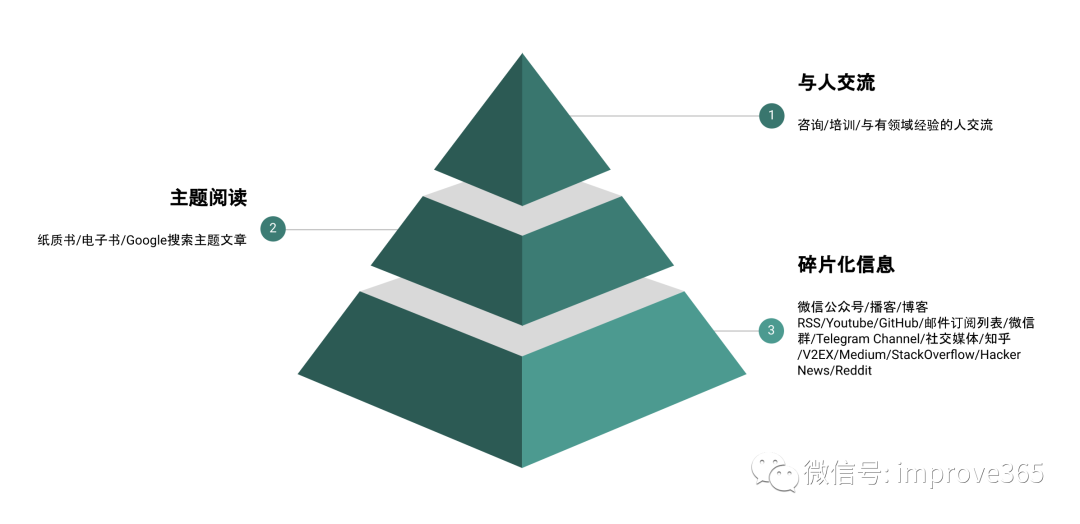 与人交流
1
咨询/培训/与有领域经验的人交流
主题阅读
2
纸质书/电子书/Google搜索主题文章
碎片化信息
微信公众号/播客/博客
RSS/Youtube/GitHub/邮件订阅列表/微信
3
群/Telegram Channel/社交媒体/知乎
/V2EX/Medium/StackOverflow/Hacker
News/Reddit
微信号: improve365